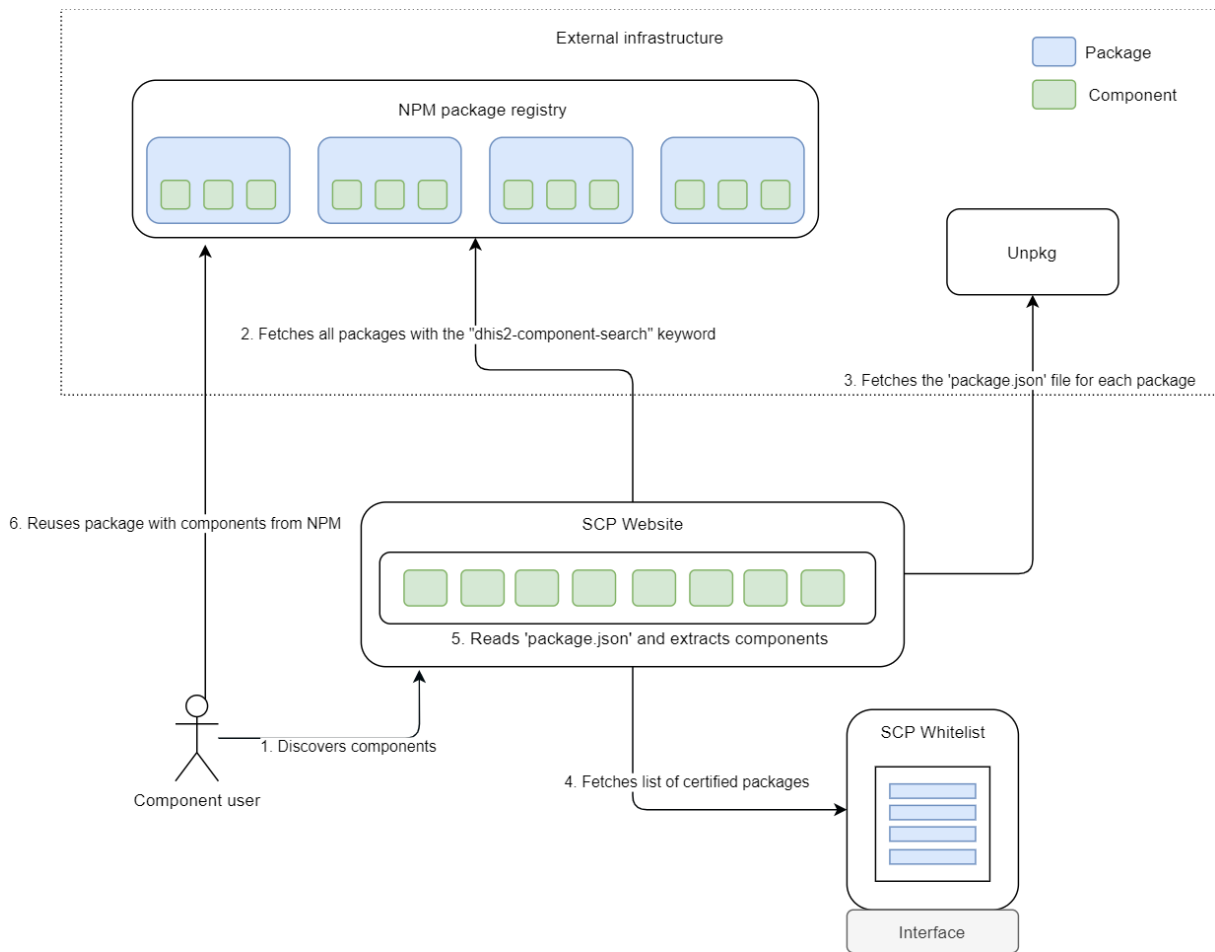 External infrastructure
Package
Component
NPM package registry
Unpkg
2. Fetches all packages with the "dhis2-component-search" keyword
3. Fetches the 'package.json' file for each package
6. Reuses package with components from NPM
SCP Website
5. Reads 'package.json' and extracts components
1. Discovers components
Component user
4. Fetches list of certified packages
SCP Whitelist
Interface